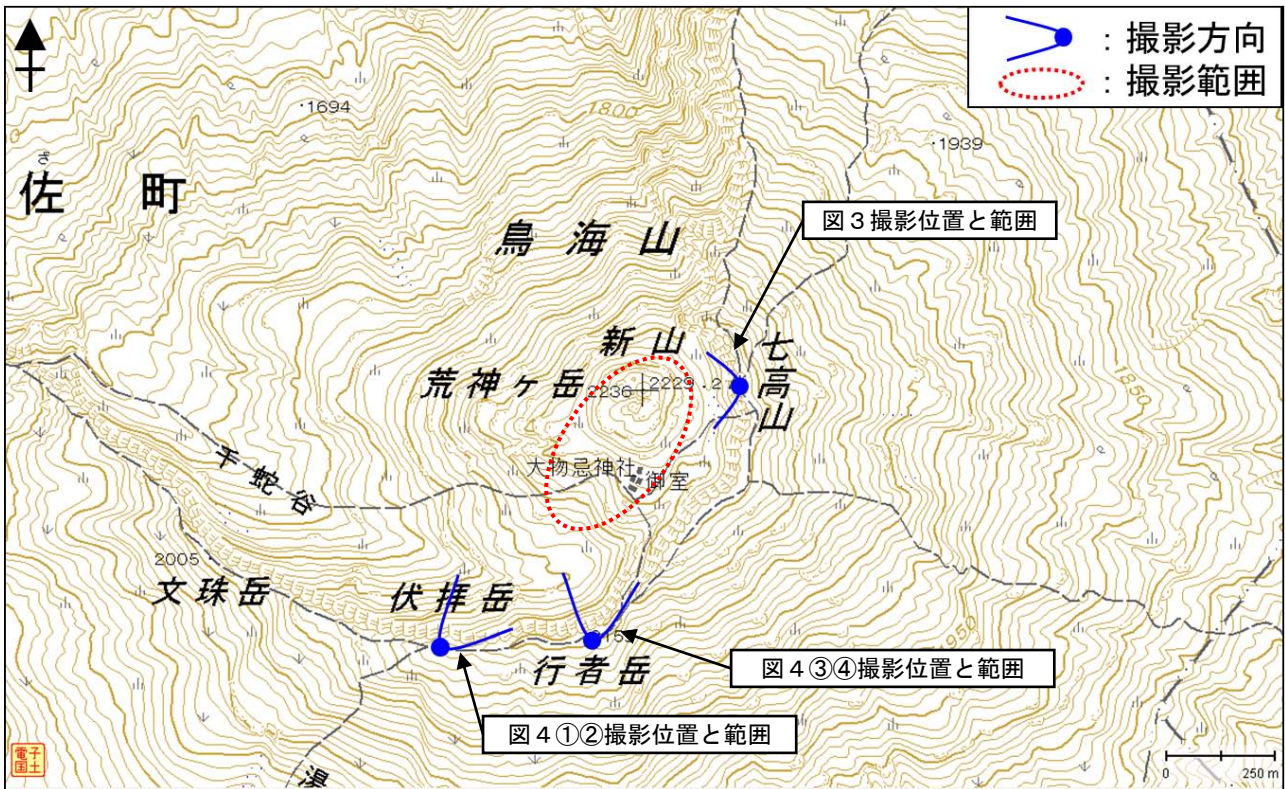 ：撮影方向
：撮影範囲
1694
1800
1939
さ
佐 町
図３撮影位置と範囲
鳥海山
新山
七高山
荒神ヶ岳
2236
2229.2
1850
大物忌神社
御室
千蛇谷
2005
文珠岳
伏拝岳
行者岳
1950
図４③④撮影位置と範囲
図４①②撮影位置と範囲
電子
国土
湯
0
250 m